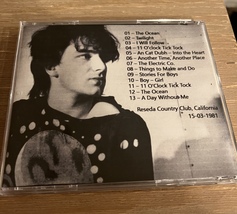 01 – The Ocean
02 – Twilight
03 – I Will Follow
04 – 11 O'clock Tick Tock
05 – An Cat Dubh – Into the Heart
06 – Another Time, Another Place
07 – The Electric Co.
08 – Things to Make and Do
09 – Stories For Boys
10 – Boy – Girl
11 – 11 O'clock Tick Tock
12 – The Ocean
13 – A Day Without Me
Reseda Country Club, California
15-03-1981